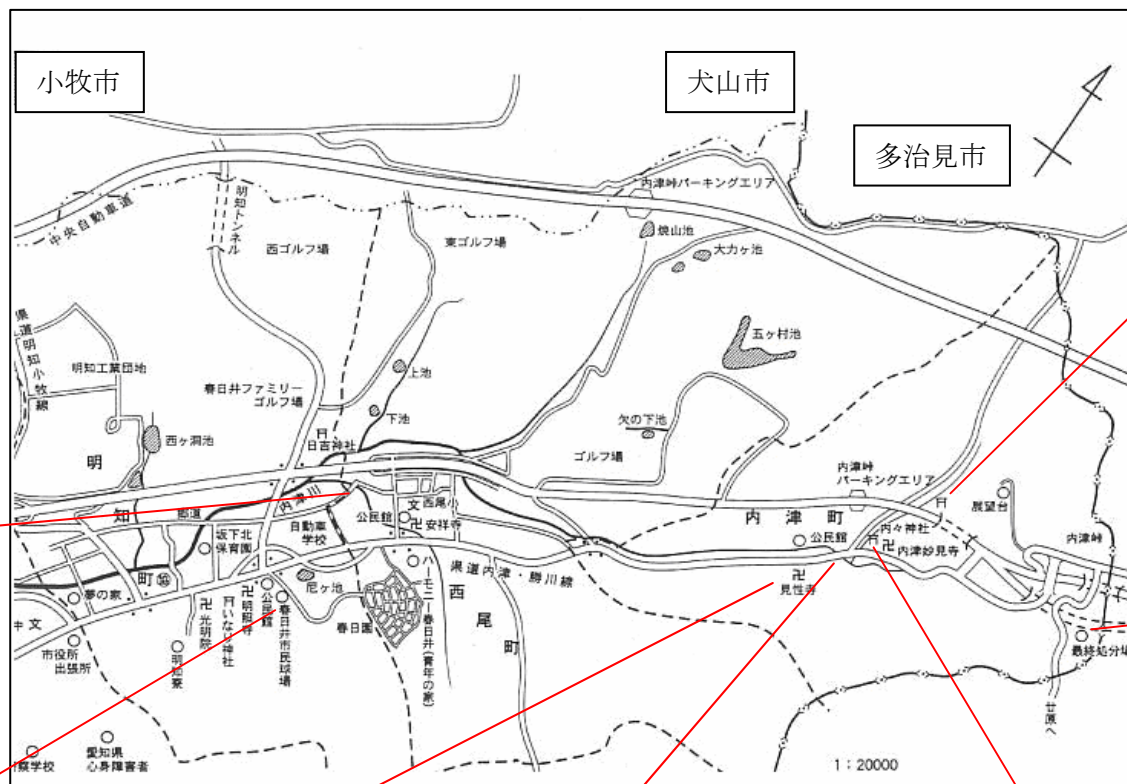 小牧市
犬山市
多治見市
内津峠パーキングエリア
中央自動車道
明知トンネル
西ゴルフ場
東ゴルフ場
焼山池
大力ヶ池
五ヶ村池
県道明知小牧線
明知工業団地
春日井ファミリー
ゴルフ場
上池
下池
日吉神社
西ヶ洞池
欠の下池
ゴルフ場
内津峠
パーキングエリア
展望台
内津峠
明
知
町
内津川
公民館
文
西尾小
安祥寺
自動車
学校
坂下北
保育園
内津町
公民館
内々神社
内津妙見寺
県道内津・勝川線
見性寺
西尾町
尼ヶ池
春日園
ハーモニー春日井(青年の家)
夢の家
中文
市役所
出張所
光明院
いなり神社
明照寺
公民館
春日井市民球場
明知寮
最終処分場
廿原へ
愛知県
心身障害者
察学校
1:20000